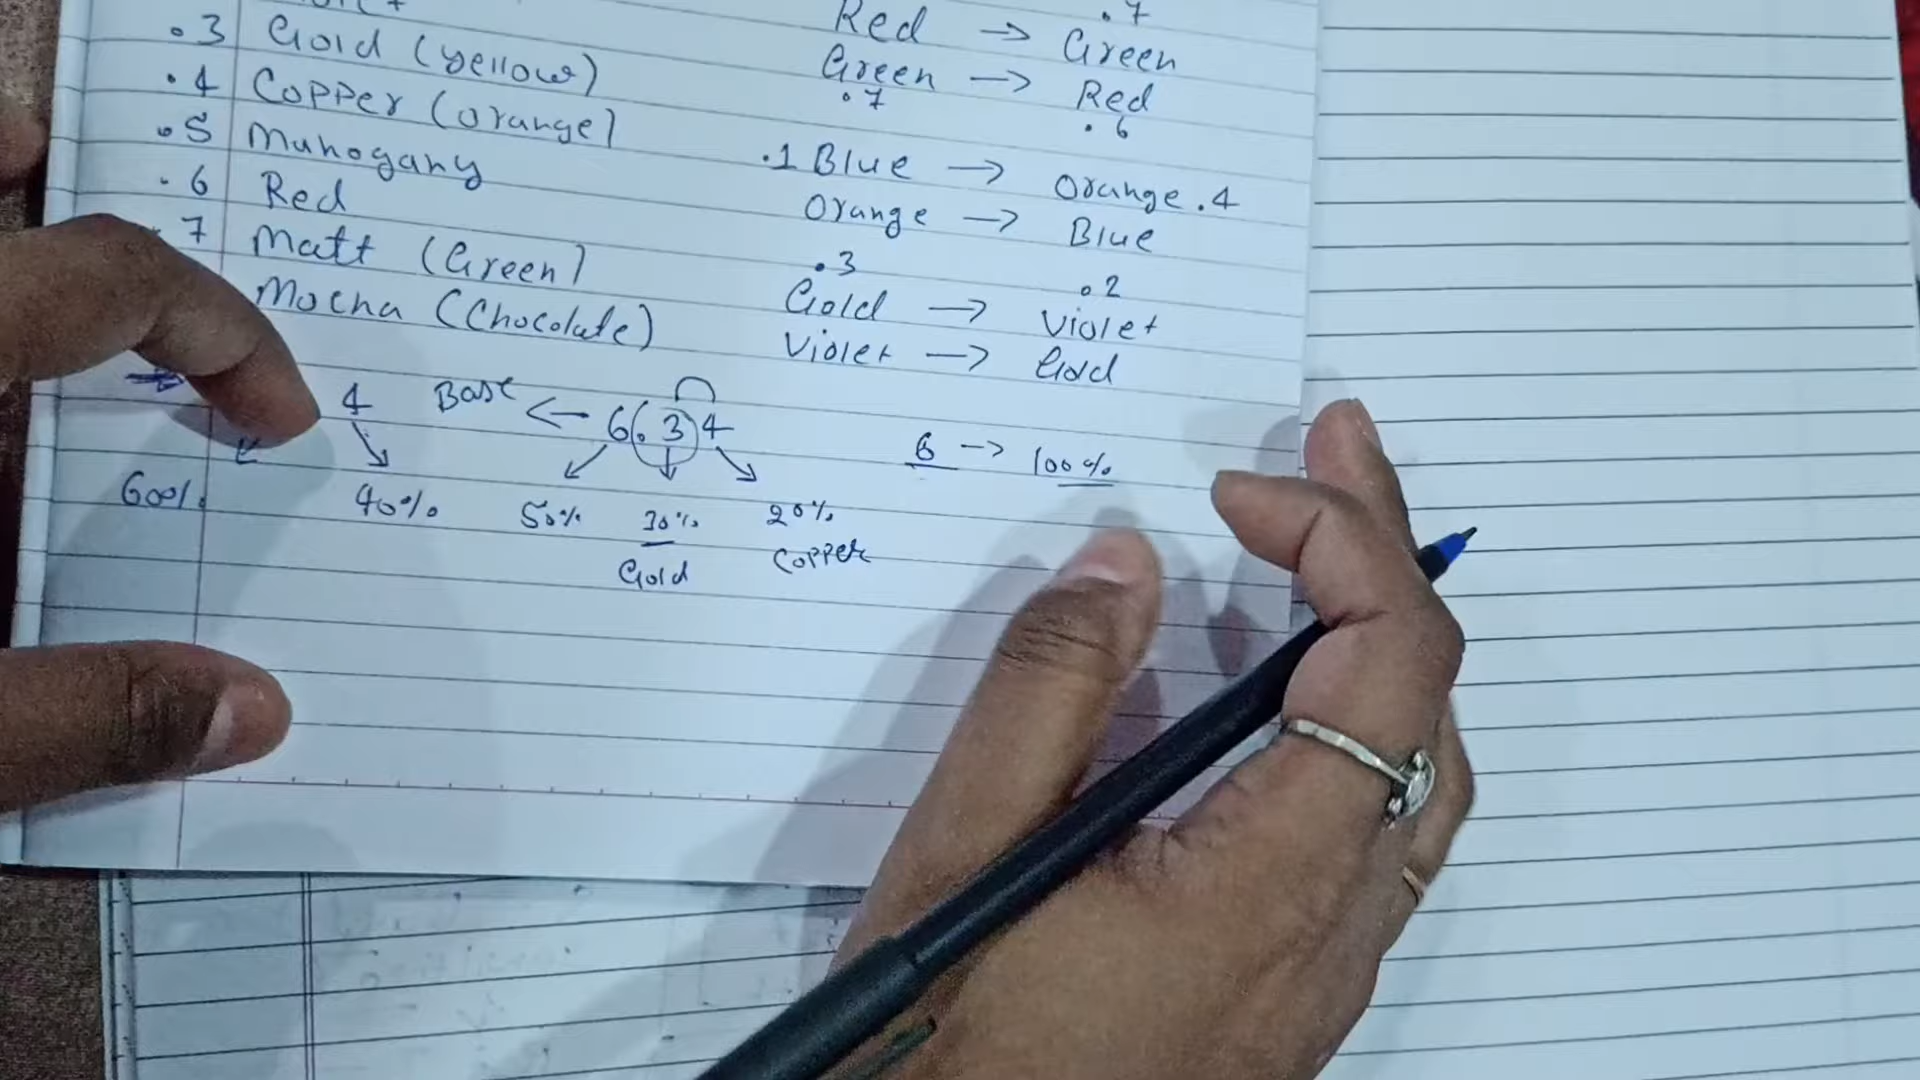 .3 Gold (yellow)
.4 Copper (Orange)
.5 Muhogany
.6 Red
.7 Matt (Green)
Mocha (Chocolate)
.7
Red → Green
Green → Red
.7
.6
.1 Blue → Orange .4
Orange → Blue
.3
.2
Gold → Violet
Violet → Gold
4
Base ← 6.34
6 → 100%
60%
40%
50% 30% 20%
Gold
Copper